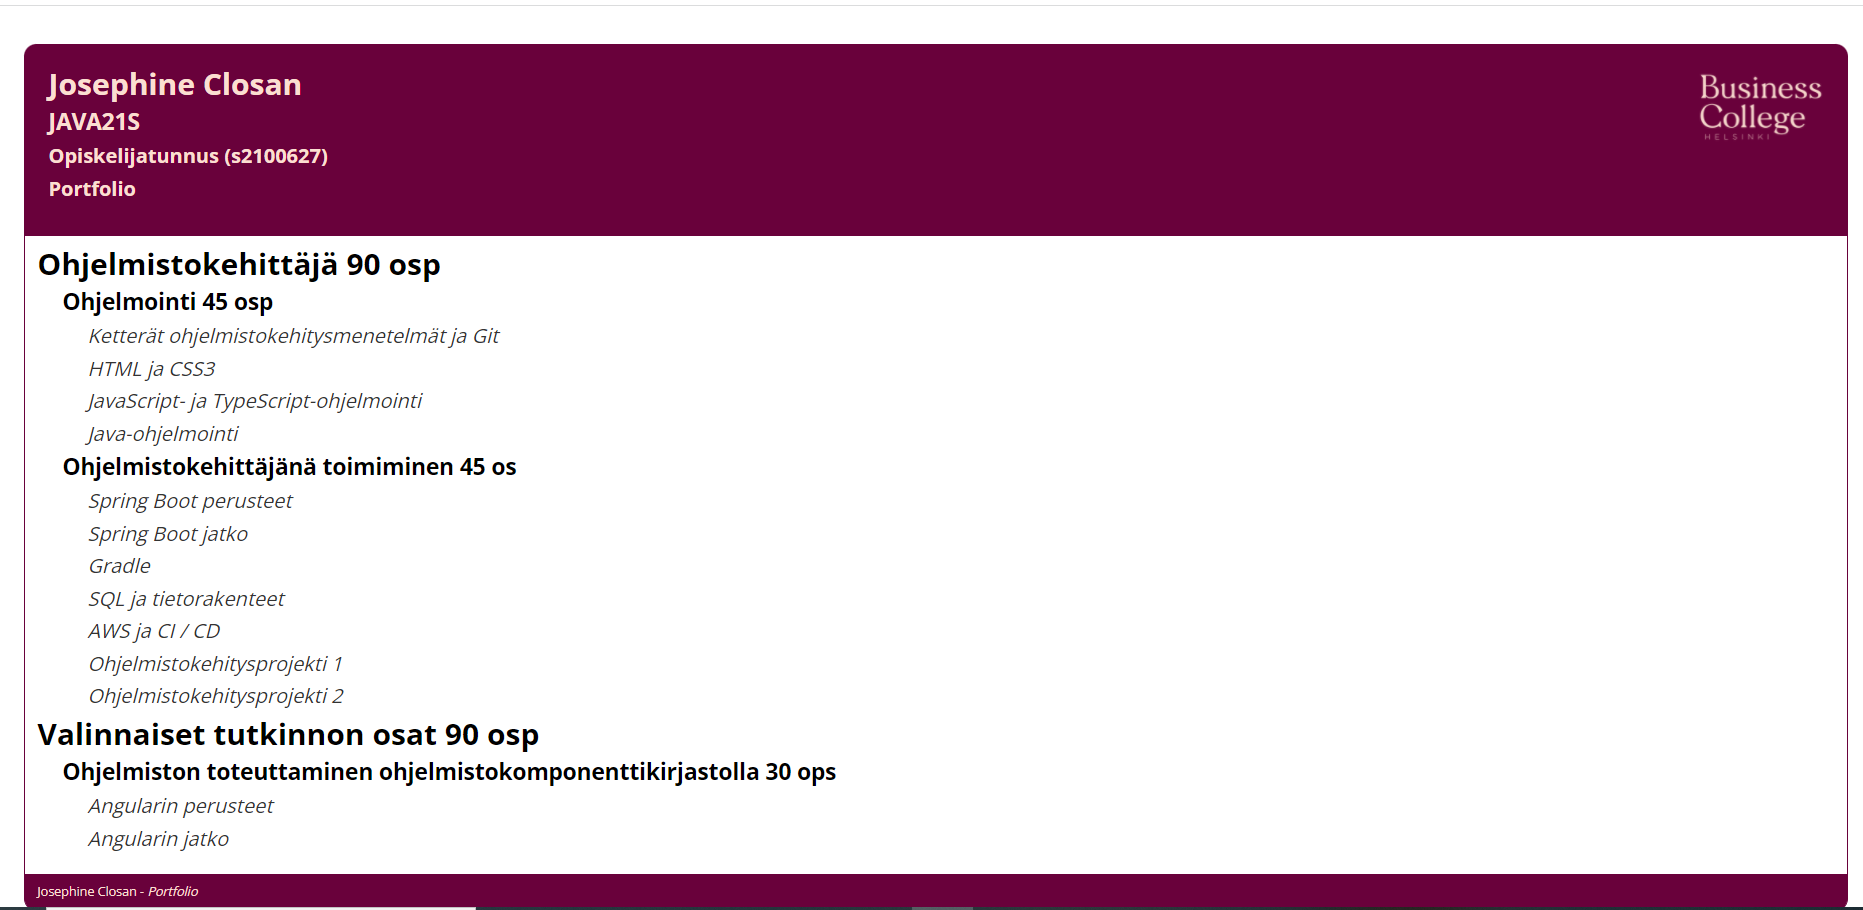 Josephine Closan
JAVA21S
Opiskelijatunnus (s2100627)
Portfolio
Business
College
HELSINKI
Ohjelmistokehittäjä 90 osp
Ohjelmointi 45 osp
Ketterät ohjelmistokehitysmenetelmät ja Git
HTML ja CSS3
JavaScript- ja TypeScript-ohjelmointi
Java-ohjelmointi
Ohjelmistokehittäjänä toimiminen 45 os
Spring Boot perusteet
Spring Boot jatko
Gradle
SQL ja tietorakenteet
AWS ja CI / CD
Ohjelmistokehitysprojekti 1
Ohjelmistokehitysprojekti 2
Valinnaiset tutkinnon osat 90 osp
Ohjelmiston toteuttaminen ohjelmistokomponenttikirjastolla 30 ops
Angularin perusteet
Angularin jatko
Josephine Closan - Portfolio